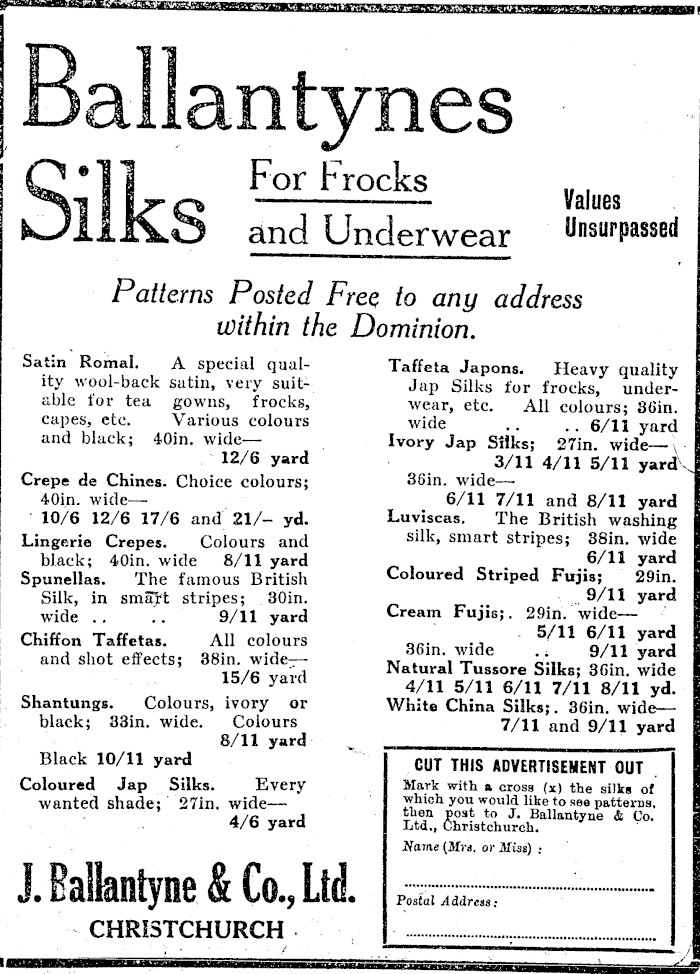 Ballantynes
Silks
For Frocks
and Underwear
Values
Unsurpassed
Patterns Posted Free to any address
within the Dominion.
Satin Romal. A special qual-
ity wool-back satin, very suit-
able for tea gowns, frocks,
capes, etc. Various colours
and black; 40in. wide—
12/6 yard
Crepe de Chines. Choice colours;
40in. wide—
10/6 12/6 17/6 and 21/- yd.
Lingerie Crepes. Colours and
black; 40in. wide 8/11 yard
Spunellas. The famous British
Silk, in smart stripes; 30in.
wide .. .. 9/11 yard
Chiffon Taffetas. All colours
and shot effects; 38in. wide—
15/6 yard
Shantungs. Colours, ivory or
black; 33in. wide. Colours
8/11 yard
Black 10/11 yard
Coloured Jap Silks. Every
wanted shade; 27in. wide—
4/6 yard
J. Ballantyne & Co., Ltd.
CHRISTCHURCH
Taffeta Japons. Heavy quality
Jap Silks for frocks, under-
wear, etc. All colours; 36in.
wide .. .. 6/11 yard
Ivory Jap Silks; 27in. wide—
3/11 4/11 5/11 yard
36in. wide—
6/11 7/11 and 8/11 yard
Luviscas. The British washing
silk, smart stripes; 38in. wide
6/11 yard
Coloured Striped Fujis; 29in.
9/11 yard
Cream Fujis;. 29in. wide—
5/11 6/11 yard
36in. wide .. 9/11 yard
Natural Tussore Silks; 36in. wide
4/11 5/11 6/11 7/11 8/11 yd.
White China Silks;. 36in. wide—
7/11 and 9/11 yard
CUT THIS ADVERTISEMENT OUT
Mark with a cross (x) the silks of
which you would like to see patterns,
then post to J. Ballantyne & Co.
Ltd., Christchurch.
Name (Mrs. or Miss) :
Postal Address: